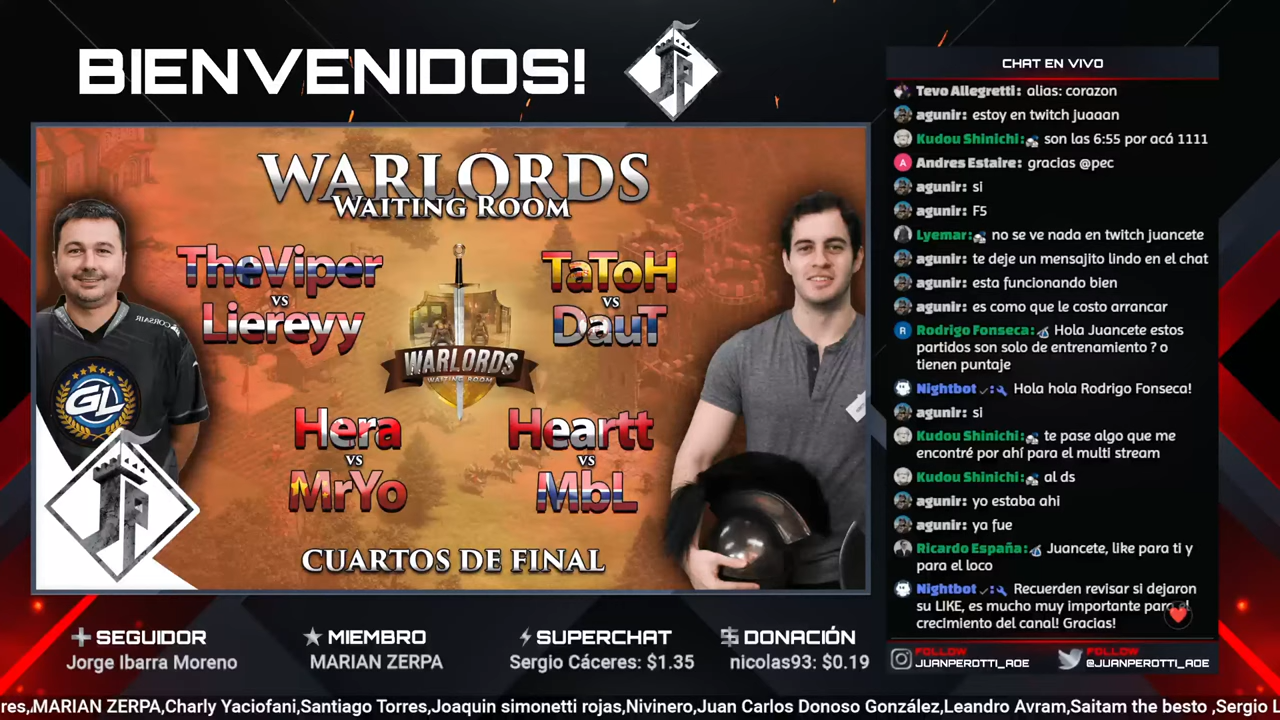 BIENVENIDOS!
WARLORDS
WAITING ROOM
TheViper
VS
Liereyy
TaToH
VS
DauT
WARLORDS
WAITING ROOM
Hera
VS
MrYo
Heartt
VS
MbL
CUARTOS DE FINAL
CORSAIR
GL
CHAT EN VIVO
Tevo Allegretti: alias: corazon
agunir: estoy en twitch juaaan
Kudou Shinichi: son las 6:55 por acá 1111
A Andres Estaire: gracias @pec
agunir: si
agunir: F5
Lyemar: no se ve nada en twitch juancete
agunir: te deje un mensajito lindo en el chat
agunir: esta funcionando bien
agunir: es como que le costo arrancar
R Rodrigo Fonseca: Hola Juancete estos
partidos son solo de entrenamiento ? o
tienen puntaje
Nightbot : Hola hola Rodrigo Fonseca!
agunir: si
Kudou Shinichi: te pase algo que me
encontré por ahí para el multi stream
Kudou Shinichi: al ds
agunir: yo estaba ahi
agunir: ya fue
Ricardo España: Juancete, like para ti y
para el loco
Nightbot : Recuerden revisar si dejaron
su LIKE, es mucho muy importante para el
crecimiento del canal! Gracias!
SEGUIDOR
Jorge Ibarra Moreno
MIEMBRO
MARIAN ZERPA
SUPERCHAT
Sergio Cáceres: $1.35
DONACIÓN
nicolas93: $0.19
FOLLOW
JUANPEROTTI_AOE
FOLLOW
@JUANPEROTTI_AOE
res,MARIAN ZERPA,Charly Yaciofani,Santiago Torres,Joaquin simonetti rojas,Nivinero,Juan Carlos Donoso González,Leandro Avram,Saitam the besto ,Sergio L